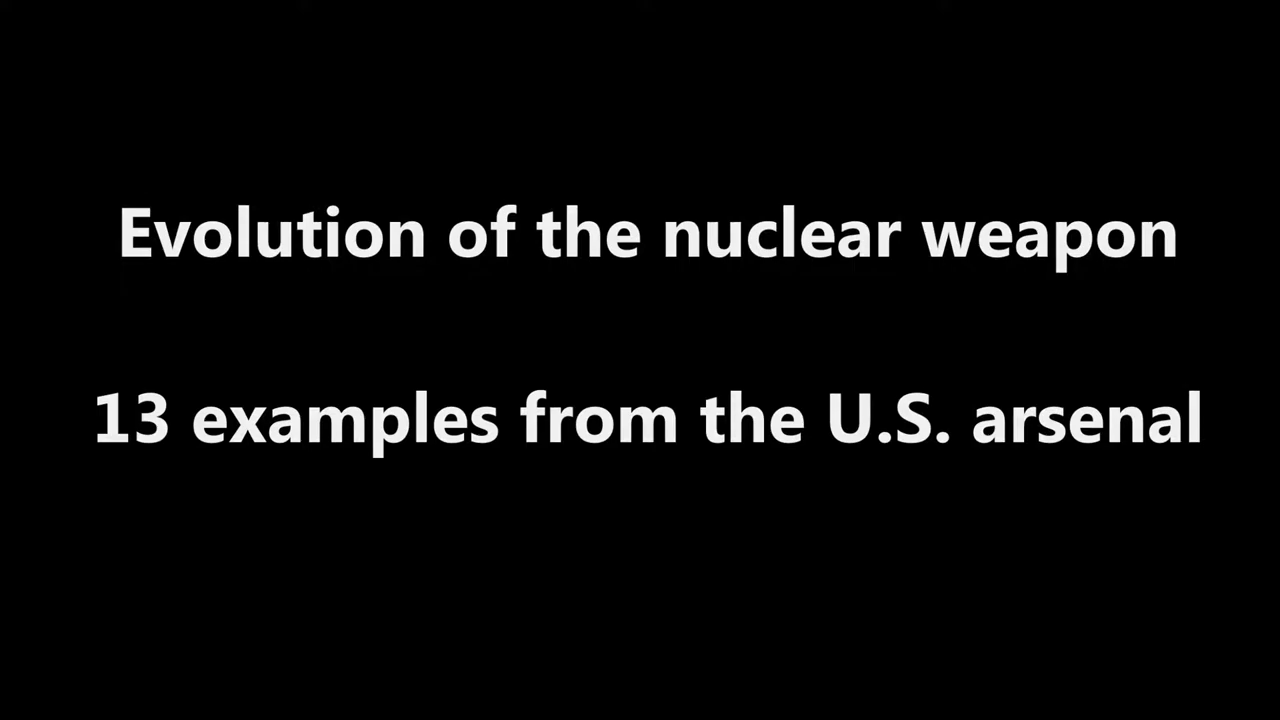 Evolution of the nuclear weapon
13 examples from the U.S. arsenal